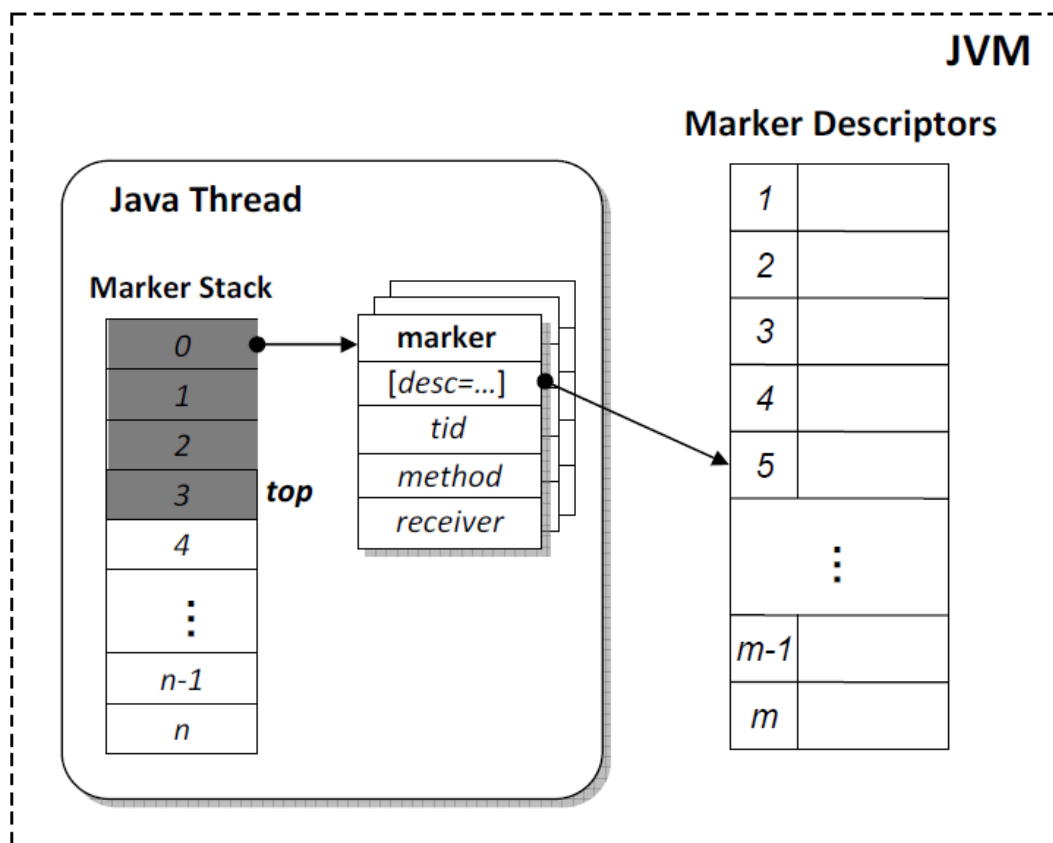 JVM
Marker Descriptors
Java Thread
Marker Stack
0
1
2
3
top
4
⋮
n-1
n
marker
[desc=...]
tid
method
receiver
1
2
3
4
5
⋮
m-1
m